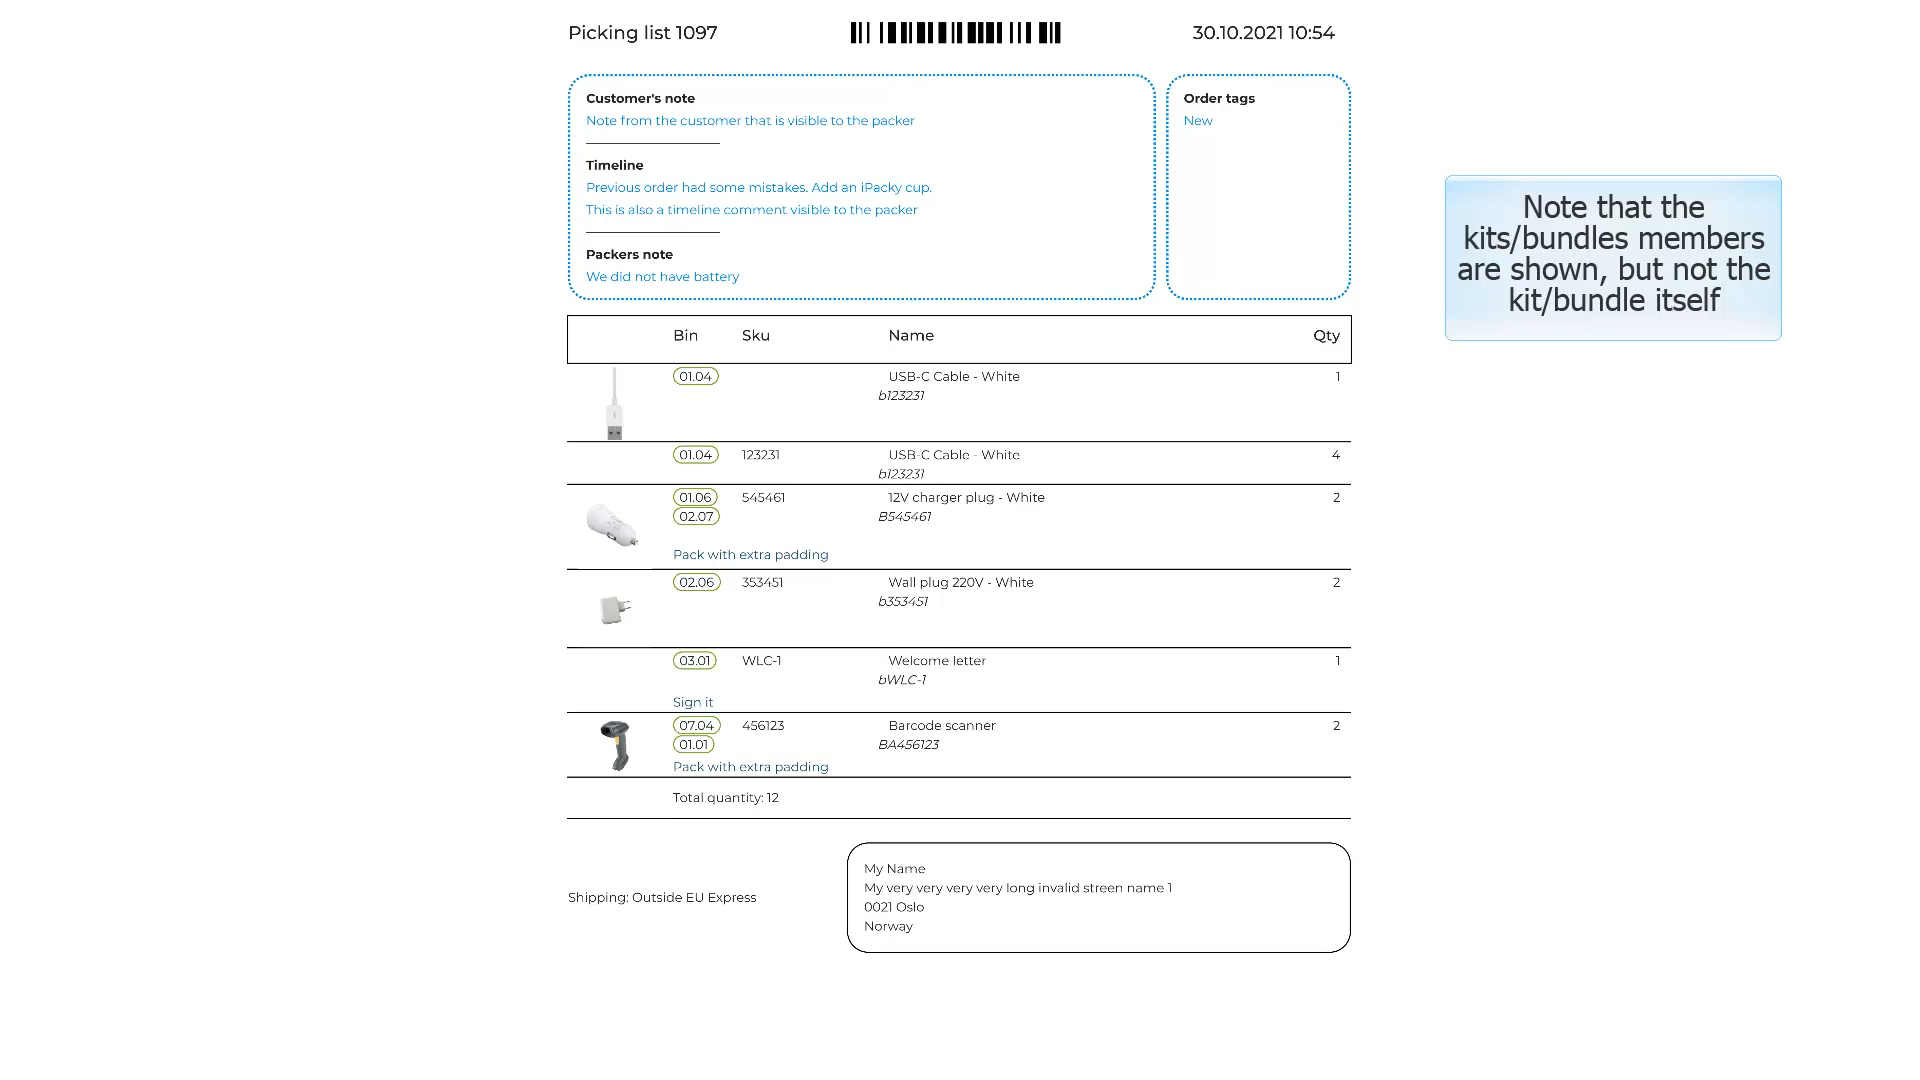 Picking list 1097
30.10.2021 10:54
Customer's note
Note from the customer that is visible to the packer
Timeline
Previous order had some mistakes. Add an iPacky cup.
This is also a timeline comment visible to the packer
Packers note
We did not have battery
Order tags
New
Note that the
kits/bundles members
are shown, but not the
kit/bundle itself
Bin Sku Name Qty
01.04 USB-C Cable - White 1
b123231
01.04 123231 USB-C Cable - White 4
b123231
01.06 545461 12V charger plug - White 2
02.07 B545461
Pack with extra padding
02.06 353451 Wall plug 220V - White 2
b353451
03.01 WLC-1 Welcome letter 1
bWLC-1
Sign it
07.04 456123 Barcode scanner 2
01.01 BA456123
Pack with extra padding
Total quantity: 12
Shipping: Outside EU Express
My Name
My very very very very long invalid streen name 1
0021 Oslo
Norway